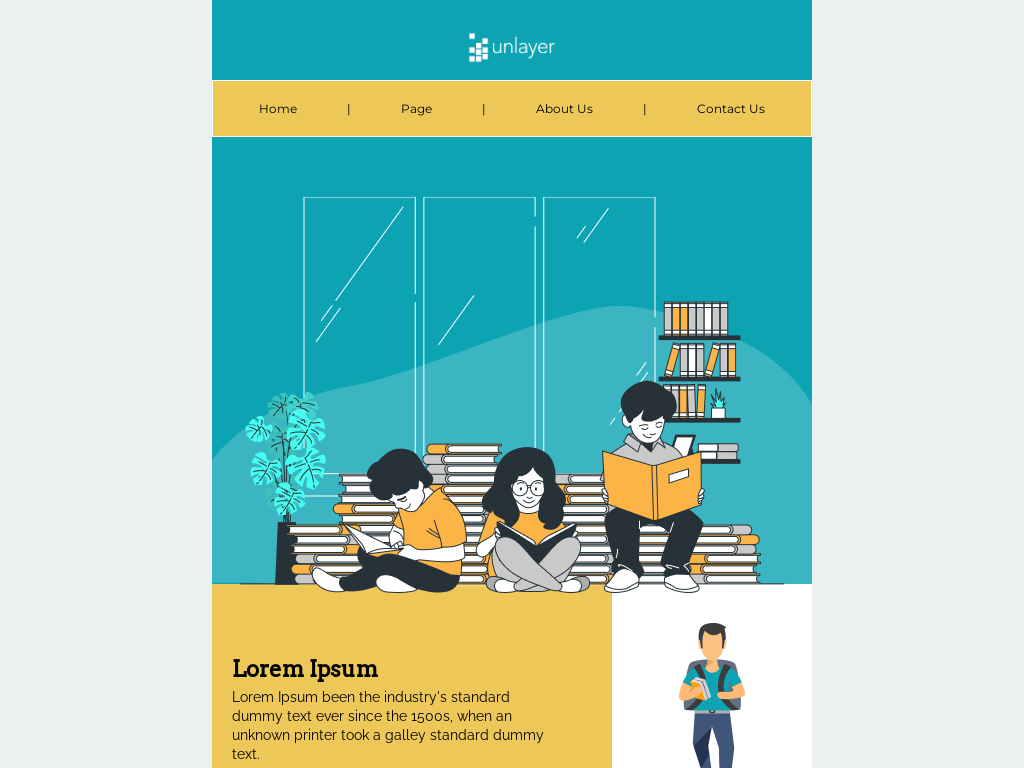 unlayer
Home | Page | About Us | Contact Us
Lorem Ipsum
Lorem Ipsum been the industry's standard
dummy text ever since the 1500s, when an
unknown printer took a galley standard dummy
text.